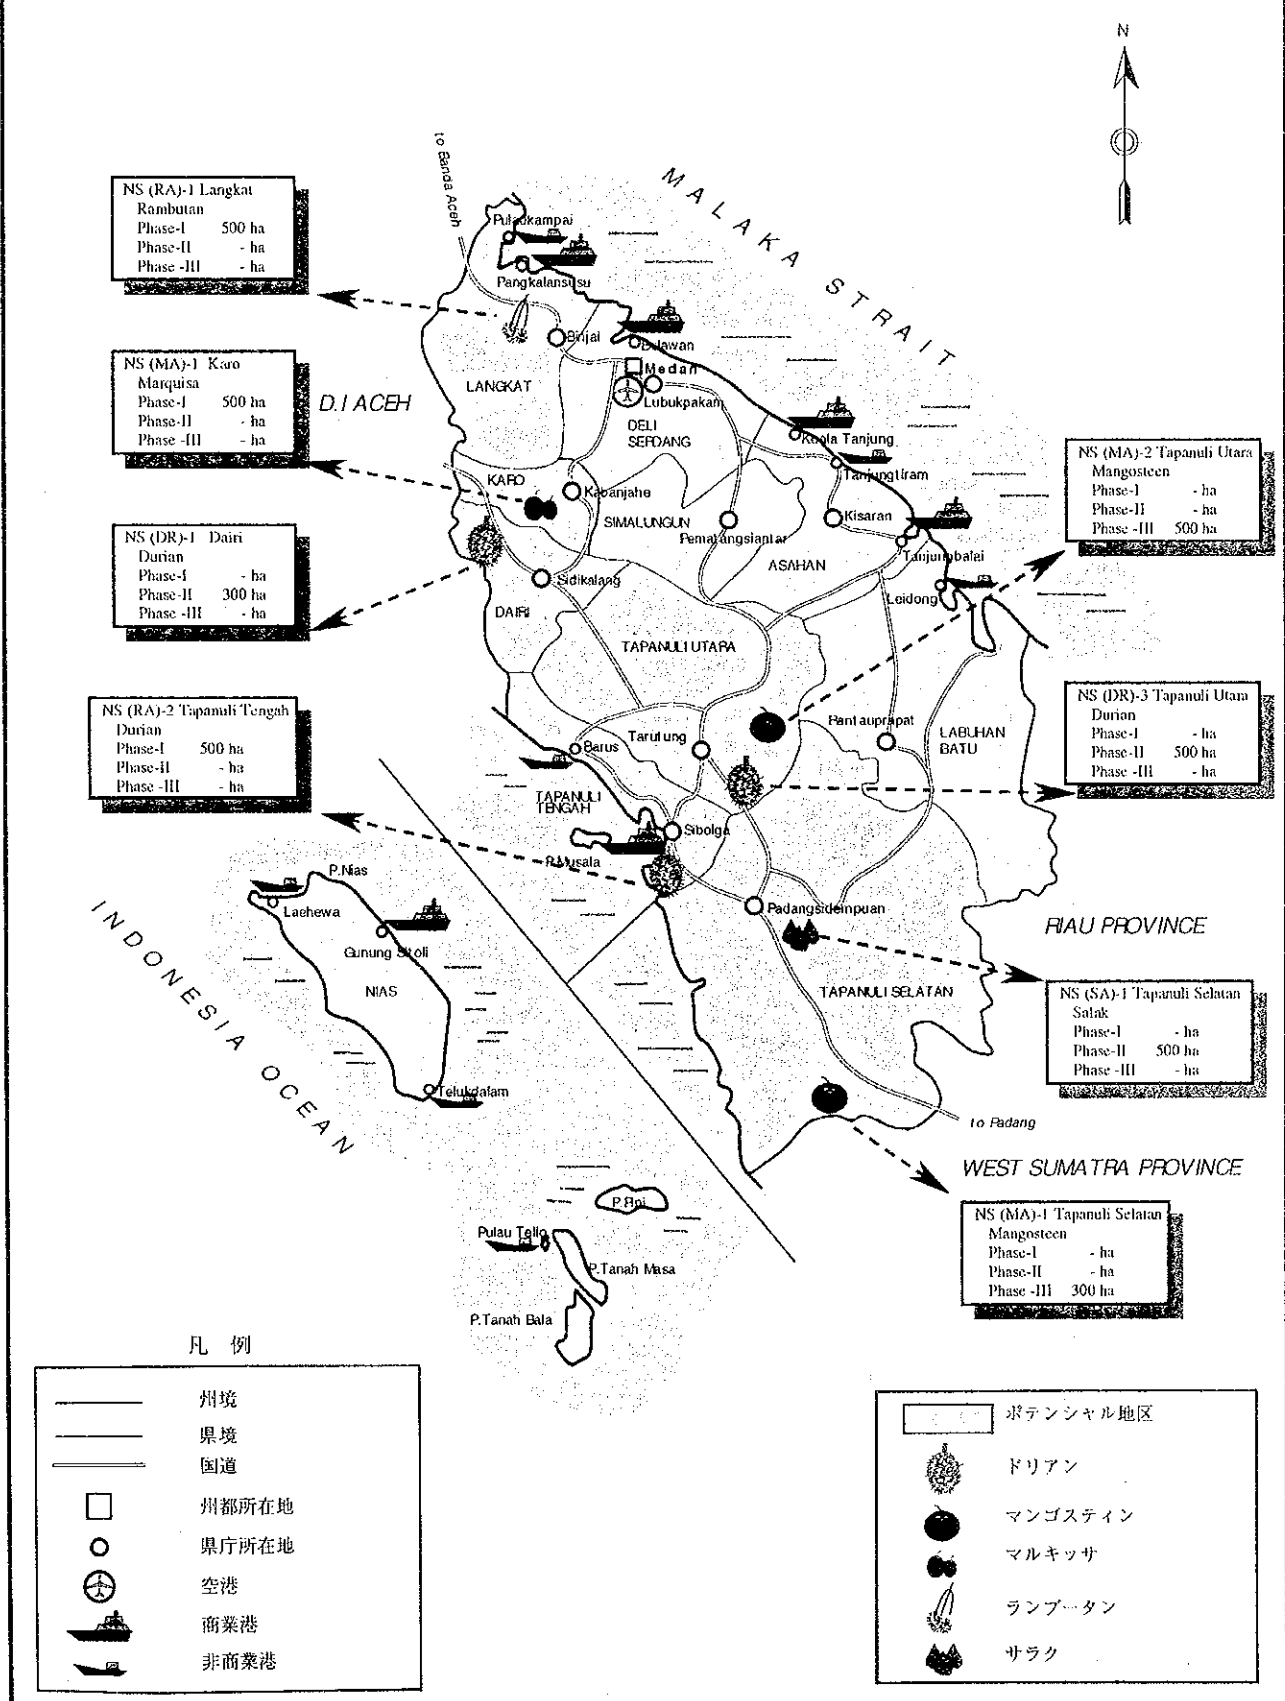 N
to Banda Aceh
MALAKA STRAIT
NS (RA)-1 Langkat
Rambutan
Phase-I 500 ha
Phase-II - ha
Phase -III - ha
Pulaukampai
Pangkalansusu
Binjai
Belawan
Medan
Lubukpakam
LANGKAT
DELI
SERDANG
D.I ACEH
NS (MA)-1 Karo
Marquisa
Phase-I 500 ha
Phase-II - ha
Phase -III - ha
Kuala Tanjung
Tanjungtiram
KARO
Kabanjahe
SIMALUNGUN
Pematangsiantar
Kisaran
ASAHAN
Tanjungbalai
Leidong
NS (MA)-2 Tapanuli Utara
Mangosteen
Phase-I - ha
Phase-II - ha
Phase -III 500 ha
NS (DR)-1 Dairi
Durian
Phase-I - ha
Phase-II 300 ha
Phase -III - ha
Sidikalang
DAIRI
TAPANULI UTARA
NS (RA)-2 Tapanuli Tengah
Durian
Phase-I 500 ha
Phase-II - ha
Phase -III - ha
Barus
Tarutung
Rantauprapat
LABUHAN
BATU
NS (DR)-3 Tapanuli Utara
Durian
Phase-I - ha
Phase-II 500 ha
Phase -III - ha
TAPANULI
TENGAH
Sibolga
P.Musala
Padangsidempuan
RIAU PROVINCE
P.Nias
Laehewa
Gunung Sitoli
NIAS
Telukdalam
INDONESIA OCEAN
TAPANULI SELATAN
NS (SA)-1 Tapanuli Selatan
Salak
Phase-I - ha
Phase-II 500 ha
Phase -III - ha
to Padang
WEST SUMATRA PROVINCE
NS (MA)-1 Tapanuli Selatan
Mangosteen
Phase-I - ha
Phase-II - ha
Phase -III 300 ha
P.Pini
Pulau Tello
P.Tanah Masa
P.Tanah Bala
凡 例
州境
県境
国道
州都所在地
県庁所在地
空港
商業港
非商業港
ポテンシャル地区
ドリアン
マンゴスティン
マルキッサ
ランブータン
サラク